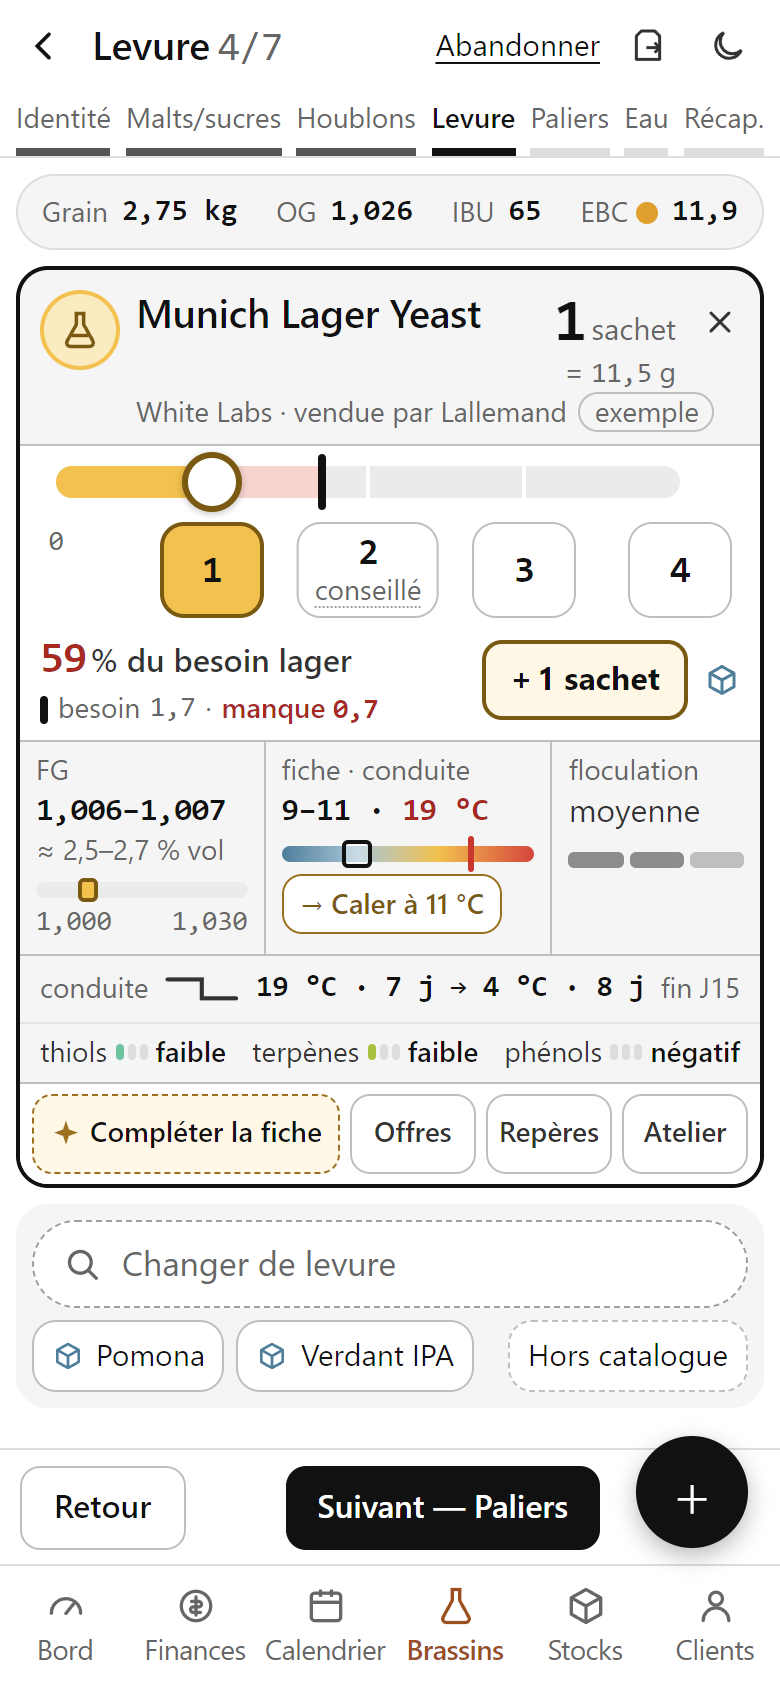 Levure 4/7
Abandonner
Identité Malts/sucres Houblons Levure Paliers Eau Récap.
Grain 2,75 kg OG 1,026 IBU 65 EBC 11,9
Munich Lager Yeast
1 sachet
= 11,5 g
White Labs · vendue par Lallemand exemple
0
1
2
conseillé
3
4
59 % du besoin lager
besoin 1,7 · manque 0,7
+ 1 sachet
FG
1,006–1,007
≈ 2,5–2,7 % vol
1,000 1,030
fiche · conduite
9–11 · 19 °C
→ Caler à 11 °C
floculation
moyenne
conduite 19 °C · 7 j → 4 °C · 8 j fin J15
thiols faible terpènes faible phénols négatif
Compléter la fiche
Offres
Repères
Atelier
Changer de levure
Pomona
Verdant IPA
Hors catalogue
Retour
Suivant — Paliers
+
Bord Finances Calendrier Brassins Stocks Clients